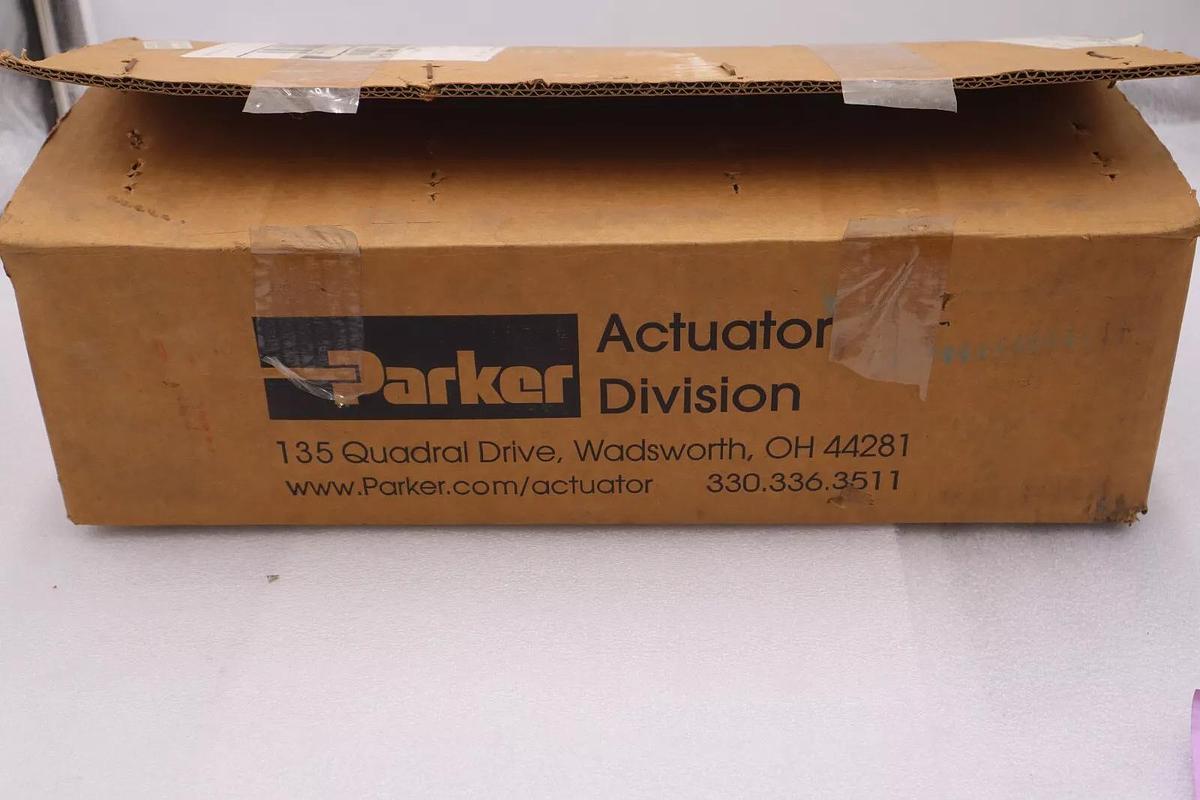 Parker
Actuator
Division
135 Quadral Drive, Wadsworth, OH 44281
www.Parker.com/actuator 330.336.3511